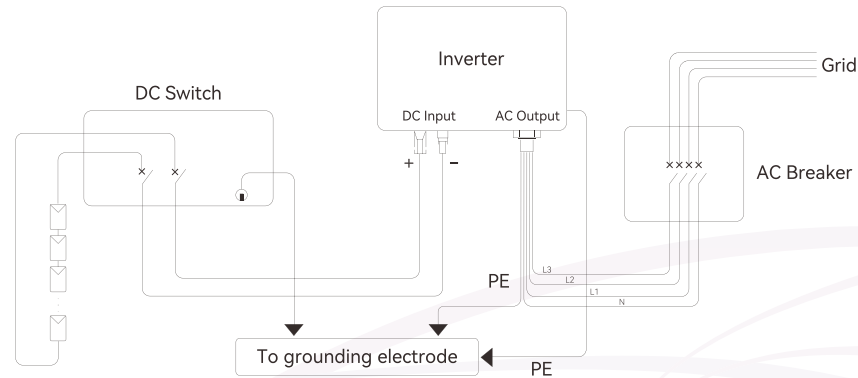 Inverter
Grid
DC Switch
DC Input
AC Output
+
-
AC Breaker
L3
L2
PE
L1
N
To grounding electrode
PE